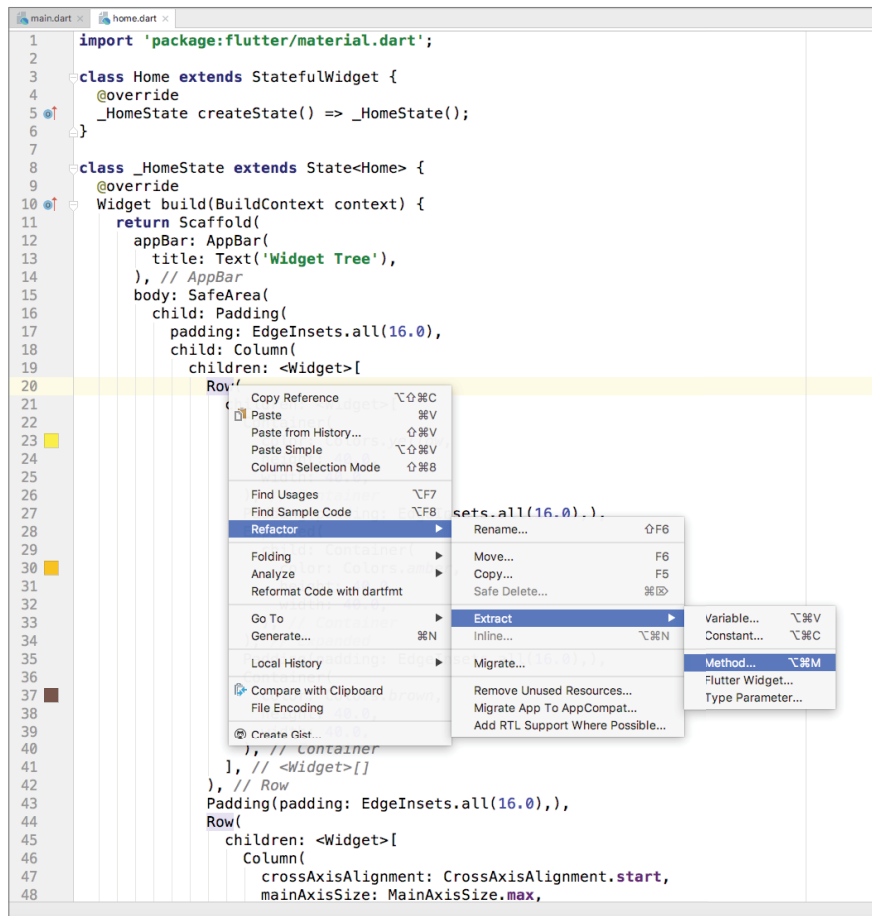 main.dart × home.dart ×
1 import 'package:flutter/material.dart';
2
3 class Home extends StatefulWidget {
4 @override
5 _HomeState createState() => _HomeState();
6 }
7
8 class _HomeState extends State<Home> {
9 @override
10 Widget build(BuildContext context) {
11 return Scaffold(
12 appBar: AppBar(
13 title: Text('Widget Tree'),
14 ), // AppBar
15 body: SafeArea(
16 child: Padding(
17 padding: EdgeInsets.all(16.0),
18 child: Column(
19 children: <Widget>[
20 Row(
21
22
23
24
25
26
27 sets.all(16.0),),
28
29
30
31
32
33
34
35
36
37
38
39
40 ), // Container
41 ], // <Widget>[]
42 ), // Row
43 Padding(padding: EdgeInsets.all(16.0),),
44 Row(
45 children: <Widget>[
46 Column(
47 crossAxisAlignment: CrossAxisAlignment.start,
48 mainAxisSize: MainAxisSize.max,
Copy Reference ⌥⇧⌘C
Paste ⌘V
Paste from History... ⇧⌘V
Paste Simple ⌥⇧⌘V
Column Selection Mode ⇧⌘8
Find Usages ⌥F7
Find Sample Code ⌥F8
Refactor ▶
Folding ▶
Analyze ▶
Reformat Code with dartfmt
Go To ▶
Generate... ⌘N
Local History ▶
Compare with Clipboard
File Encoding
Create Gist...
Rename... ⇧F6
Move... F6
Copy... F5
Safe Delete... ⌘⌦
Extract ▶
Inline... ⌥⌘N
Migrate...
Remove Unused Resources...
Migrate App To AppCompat...
Add RTL Support Where Possible...
Variable... ⌥⌘V
Constant... ⌥⌘C
Method... ⌥⌘M
Flutter Widget...
Type Parameter...